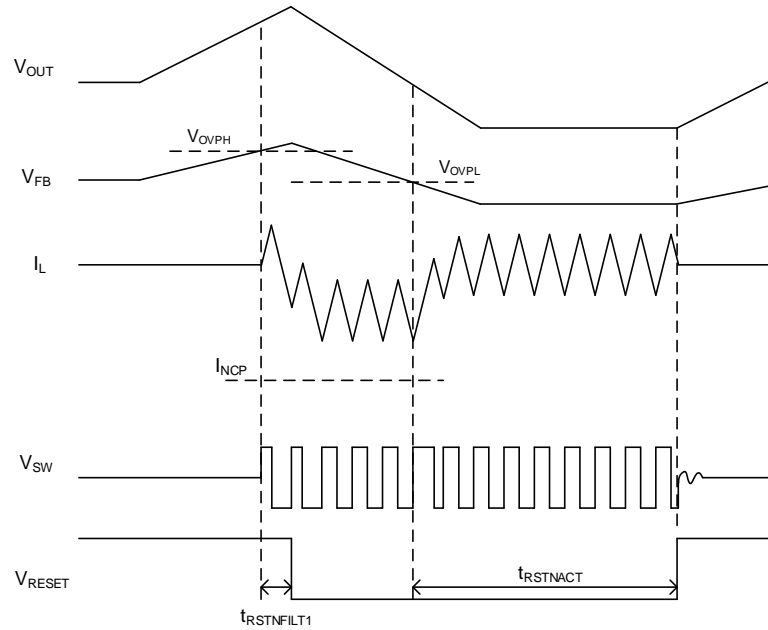 VOUT
VOVPH
VFB
VOVPL
IL
INCP
VSW
VRESET
tRSTNACT
tRSTNFILT1